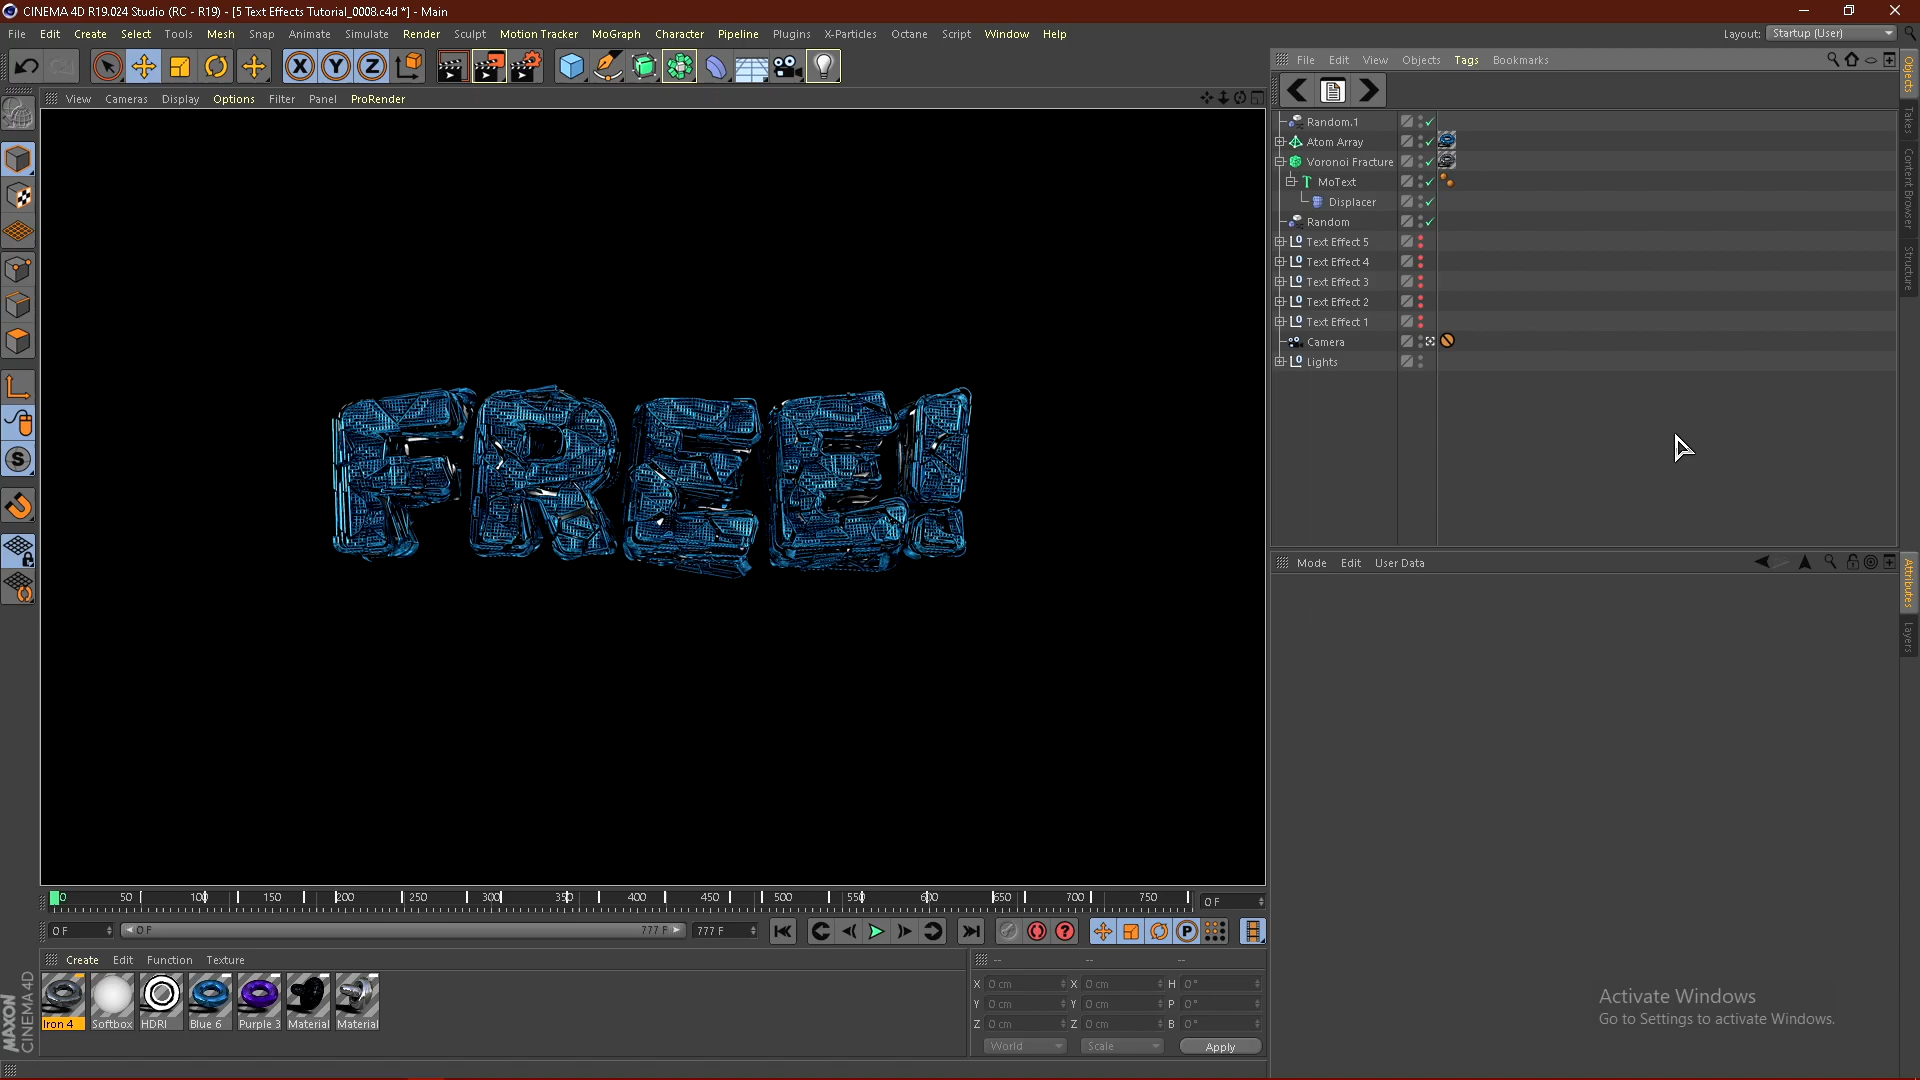 CINEMA 4D R19.024 Studio (RC - R19) - [5 Text Effects Tutorial_0008.c4d *] - Main
File Edit Create Select Tools Mesh Snap Animate Simulate Render Sculpt Motion Tracker MoGraph Character Pipeline Plugins X-Particles Octane Script Window Help
Layout: Startup (User)
X Y Z
File Edit View Objects Tags Bookmarks
View Cameras Display Options Filter Panel ProRender
Random.1
Atom Array
Voronoi Fracture
MoText
Displacer
Random
Text Effect 5
Text Effect 4
Text Effect 3
Text Effect 2
Text Effect 1
Camera
Lights
Objects
Takes
Content Browser
Structure
FREE!
Mode Edit User Data
Attributes
Layers
0 50 100 150 200 250 300 350 400 450 500 550 600 650 700 750
0 F
0 F
0 F
777 F
777 F
Create Edit Function Texture
Iron 4 Softbox HDRI Blue 6 Purple 3 Material Material
-- -- --
X 0 cm X 0 cm H 0°
Y 0 cm Y 0 cm P 0°
Z 0 cm Z 0 cm B 0°
World Scale Apply
MAXON CINEMA 4D
Activate Windows
Go to Settings to activate Windows.